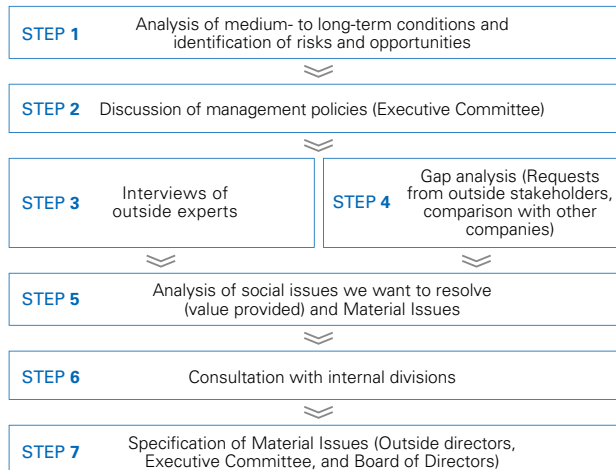 STEP 1
Analysis of medium- to long-term conditions and
identification of risks and opportunities
STEP 2
Discussion of management policies (Executive Committee)
STEP 3
Interviews of
outside experts
STEP 4
Gap analysis (Requests
from outside stakeholders,
comparison with other
companies)
STEP 5
Analysis of social issues we want to resolve
(value provided) and Material Issues
STEP 6
Consultation with internal divisions
STEP 7
Specification of Material Issues (Outside directors,
Executive Committee, and Board of Directors)